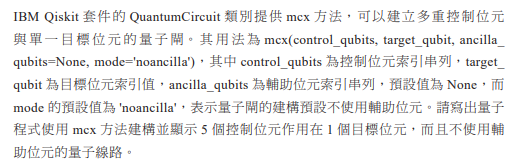 IBM Qiskit 套件的 QuantumCircuit 類別提供 mcx 方法，可以建立多重控制位元
與單一目標位元的量子閘。其用法為 mcx(control_qubits, target_qubit, ancilla_
qubits=None, mode='noancilla')，其中 control_qubits 為控制位元索引串列，target_
qubit 為目標位元索引值，ancilla_qubits 為輔助位元索引串列，預設值為 None，而
mode 的預設值為 'noancilla'，表示量子閘的建構預設不使用輔助位元。請寫出量子
程式使用 mcx 方法建構並顯示 5 個控制位元作用在 1 個目標位元，而且不使用輔
助位元的量子線路。